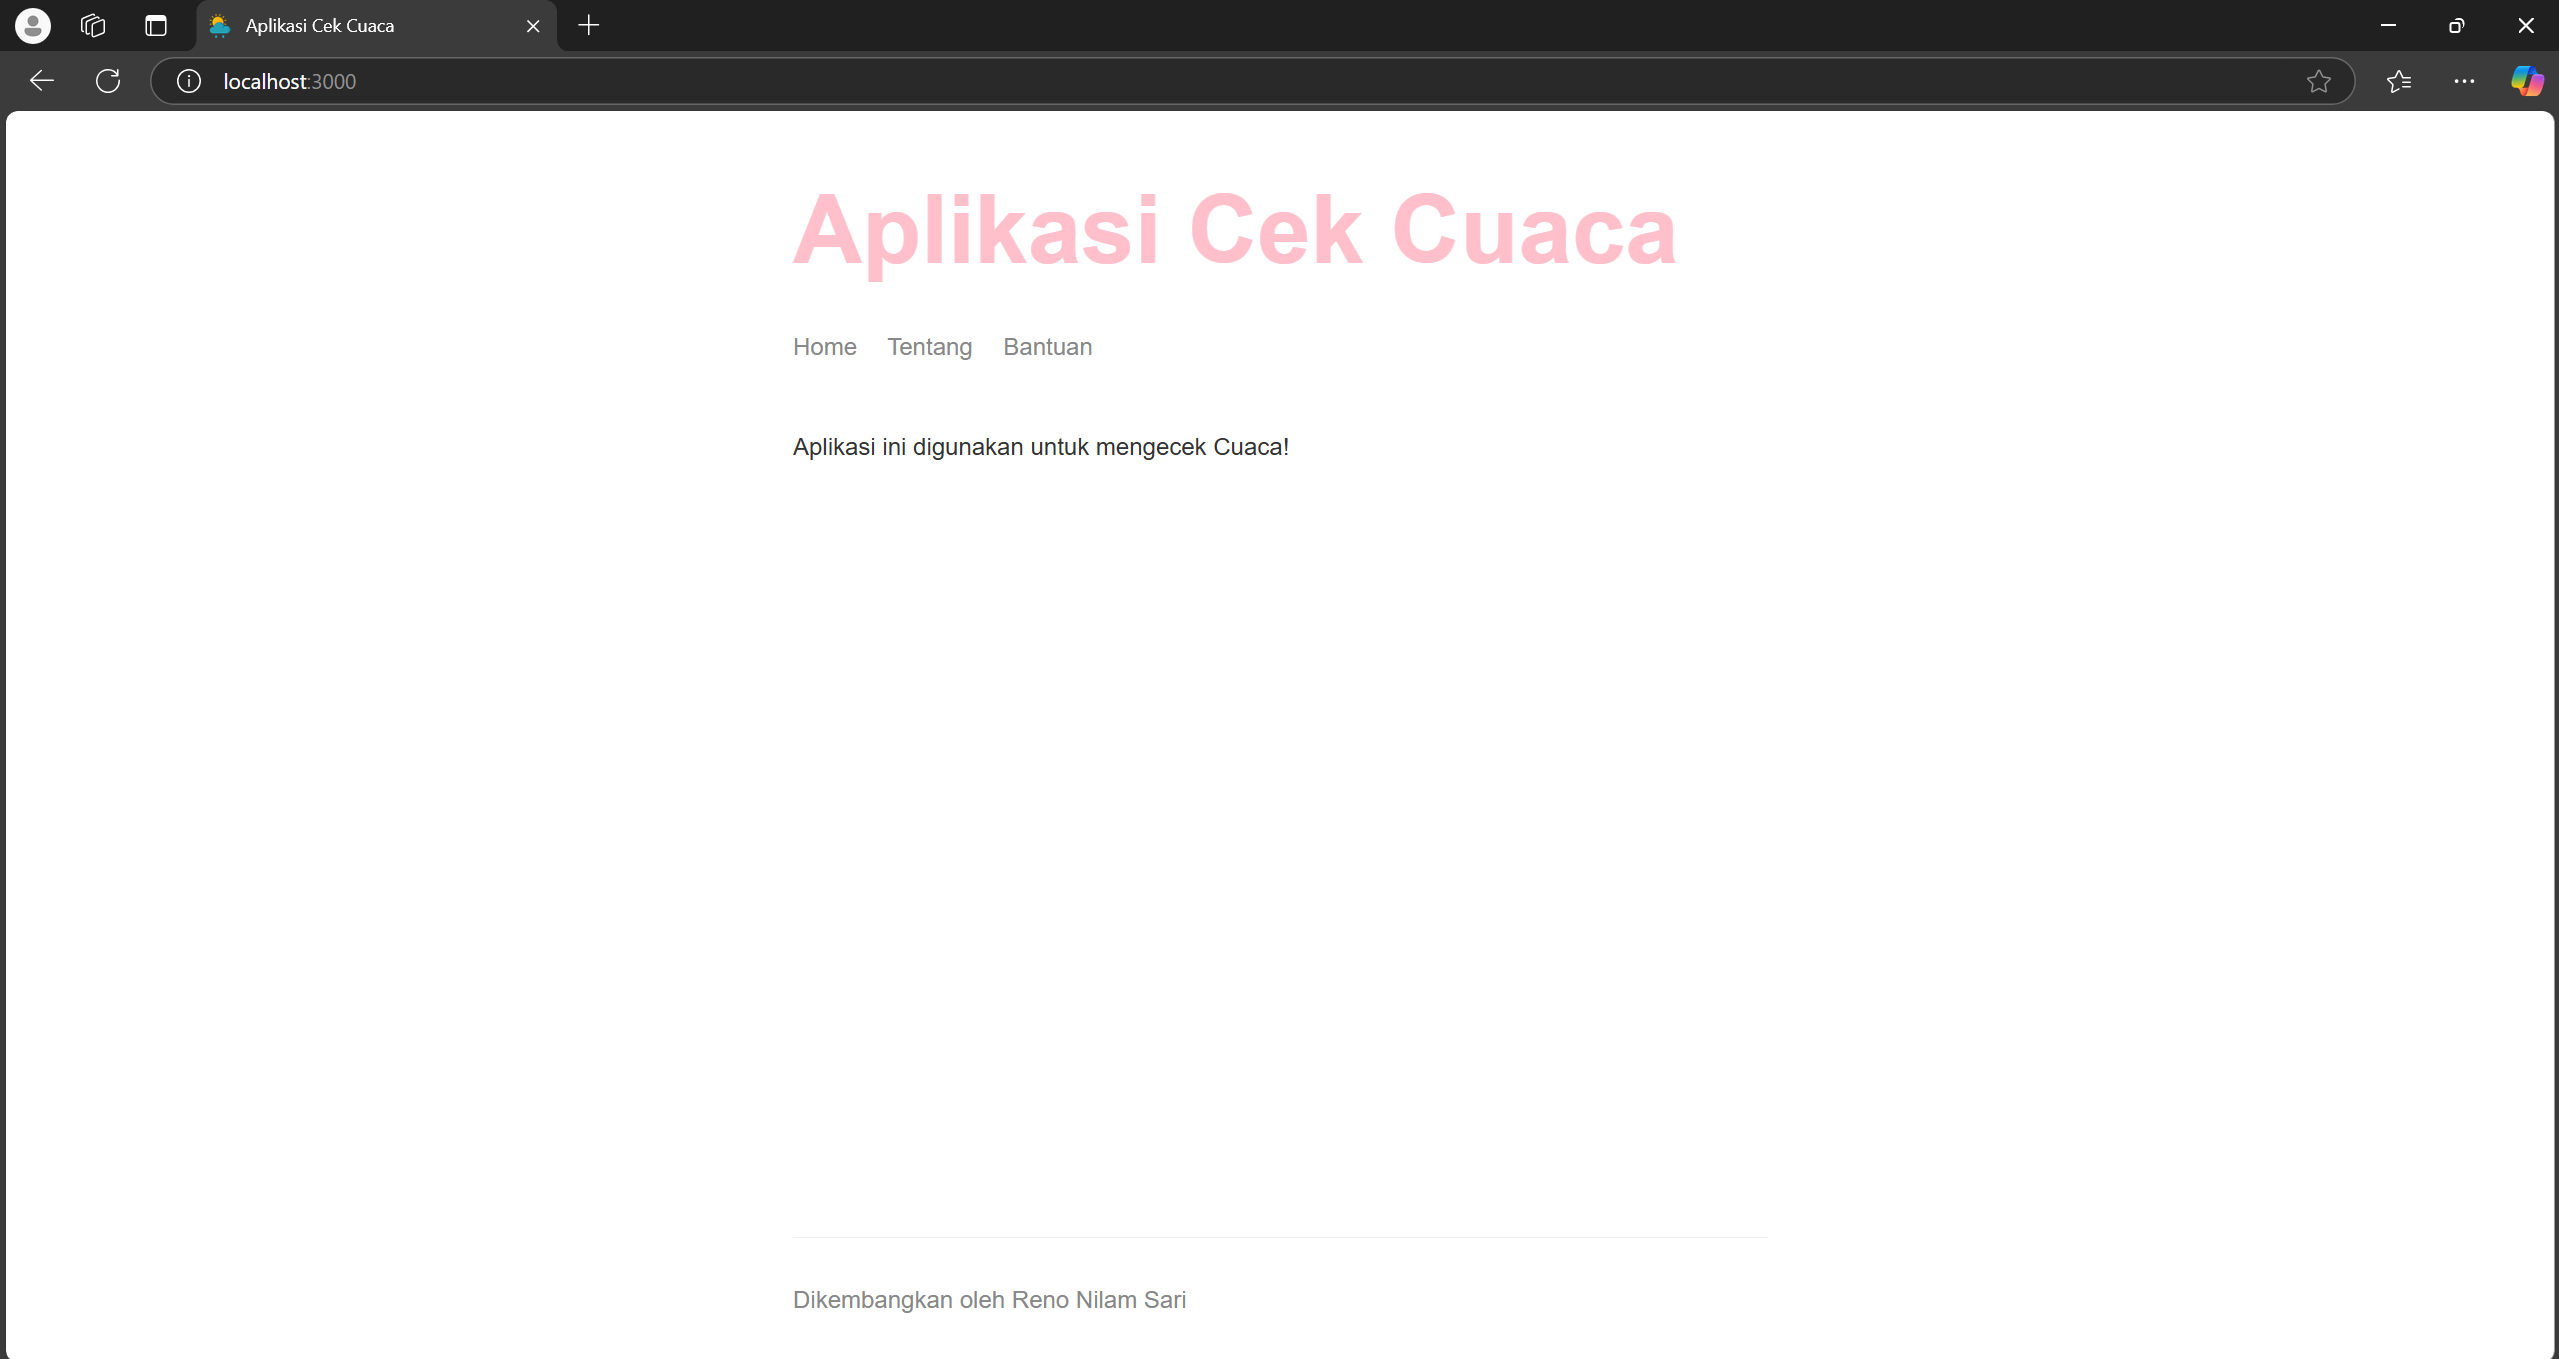 Aplikasi Cek Cuaca
localhost:3000
Aplikasi Cek Cuaca
Home Tentang Bantuan
Aplikasi ini digunakan untuk mengecek Cuaca!
Dikembangkan oleh Reno Nilam Sari